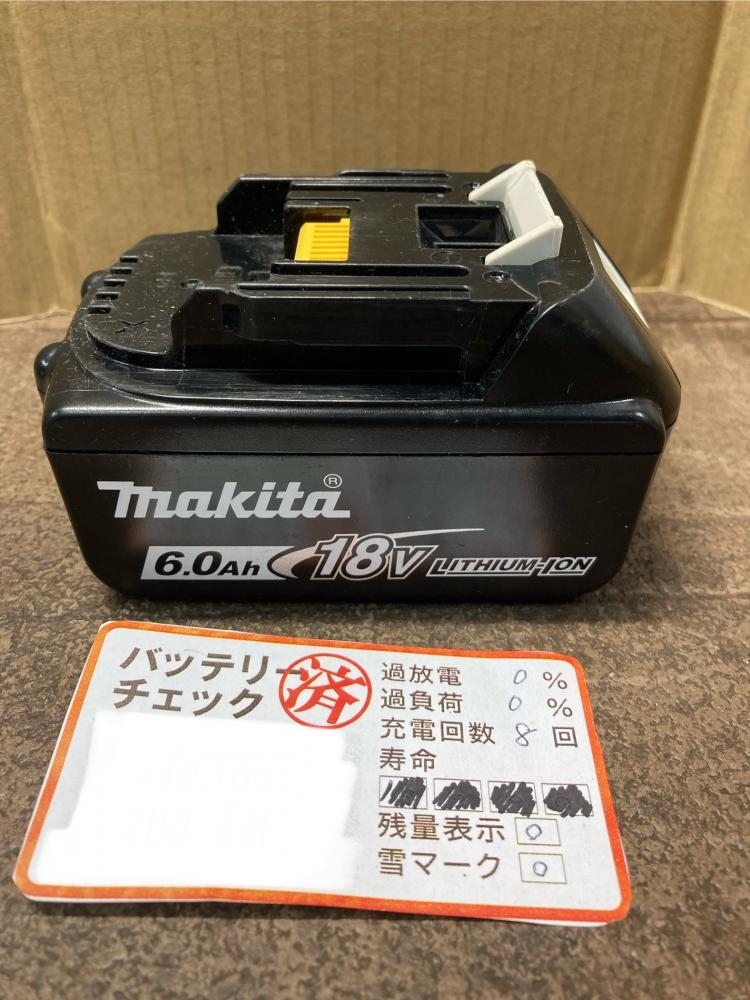 makita®
6.0Ah 18V LITHIUM-ION
バッテリー
チェック 済
過放電 0 %
過負荷 0 %
充電回数 8 回
寿命
残量表示 0
雪マーク 0